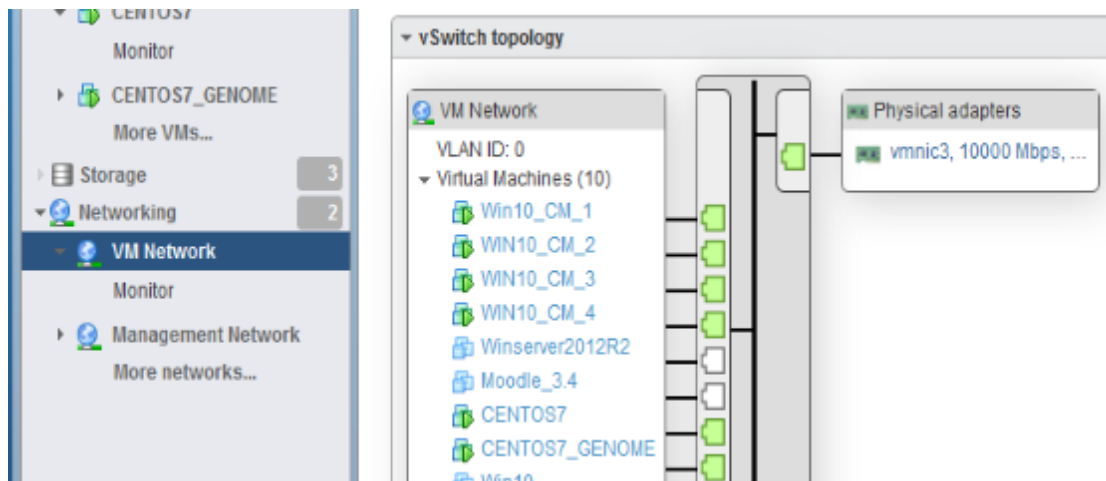 CENTOS7
Monitor
CENTOS7_GENOME
More VMs...
Storage 3
Networking 2
VM Network
Monitor
Management Network
More networks...
vSwitch topology
VM Network
VLAN ID: 0
Virtual Machines (10)
Win10_CM_1
WIN10_CM_2
WIN10_CM_3
WIN10_CM_4
Winserver2012R2
Moodle_3.4
CENTOS7
CENTOS7_GENOME
Win10
Physical adapters
vmnic3, 10000 Mbps, ...